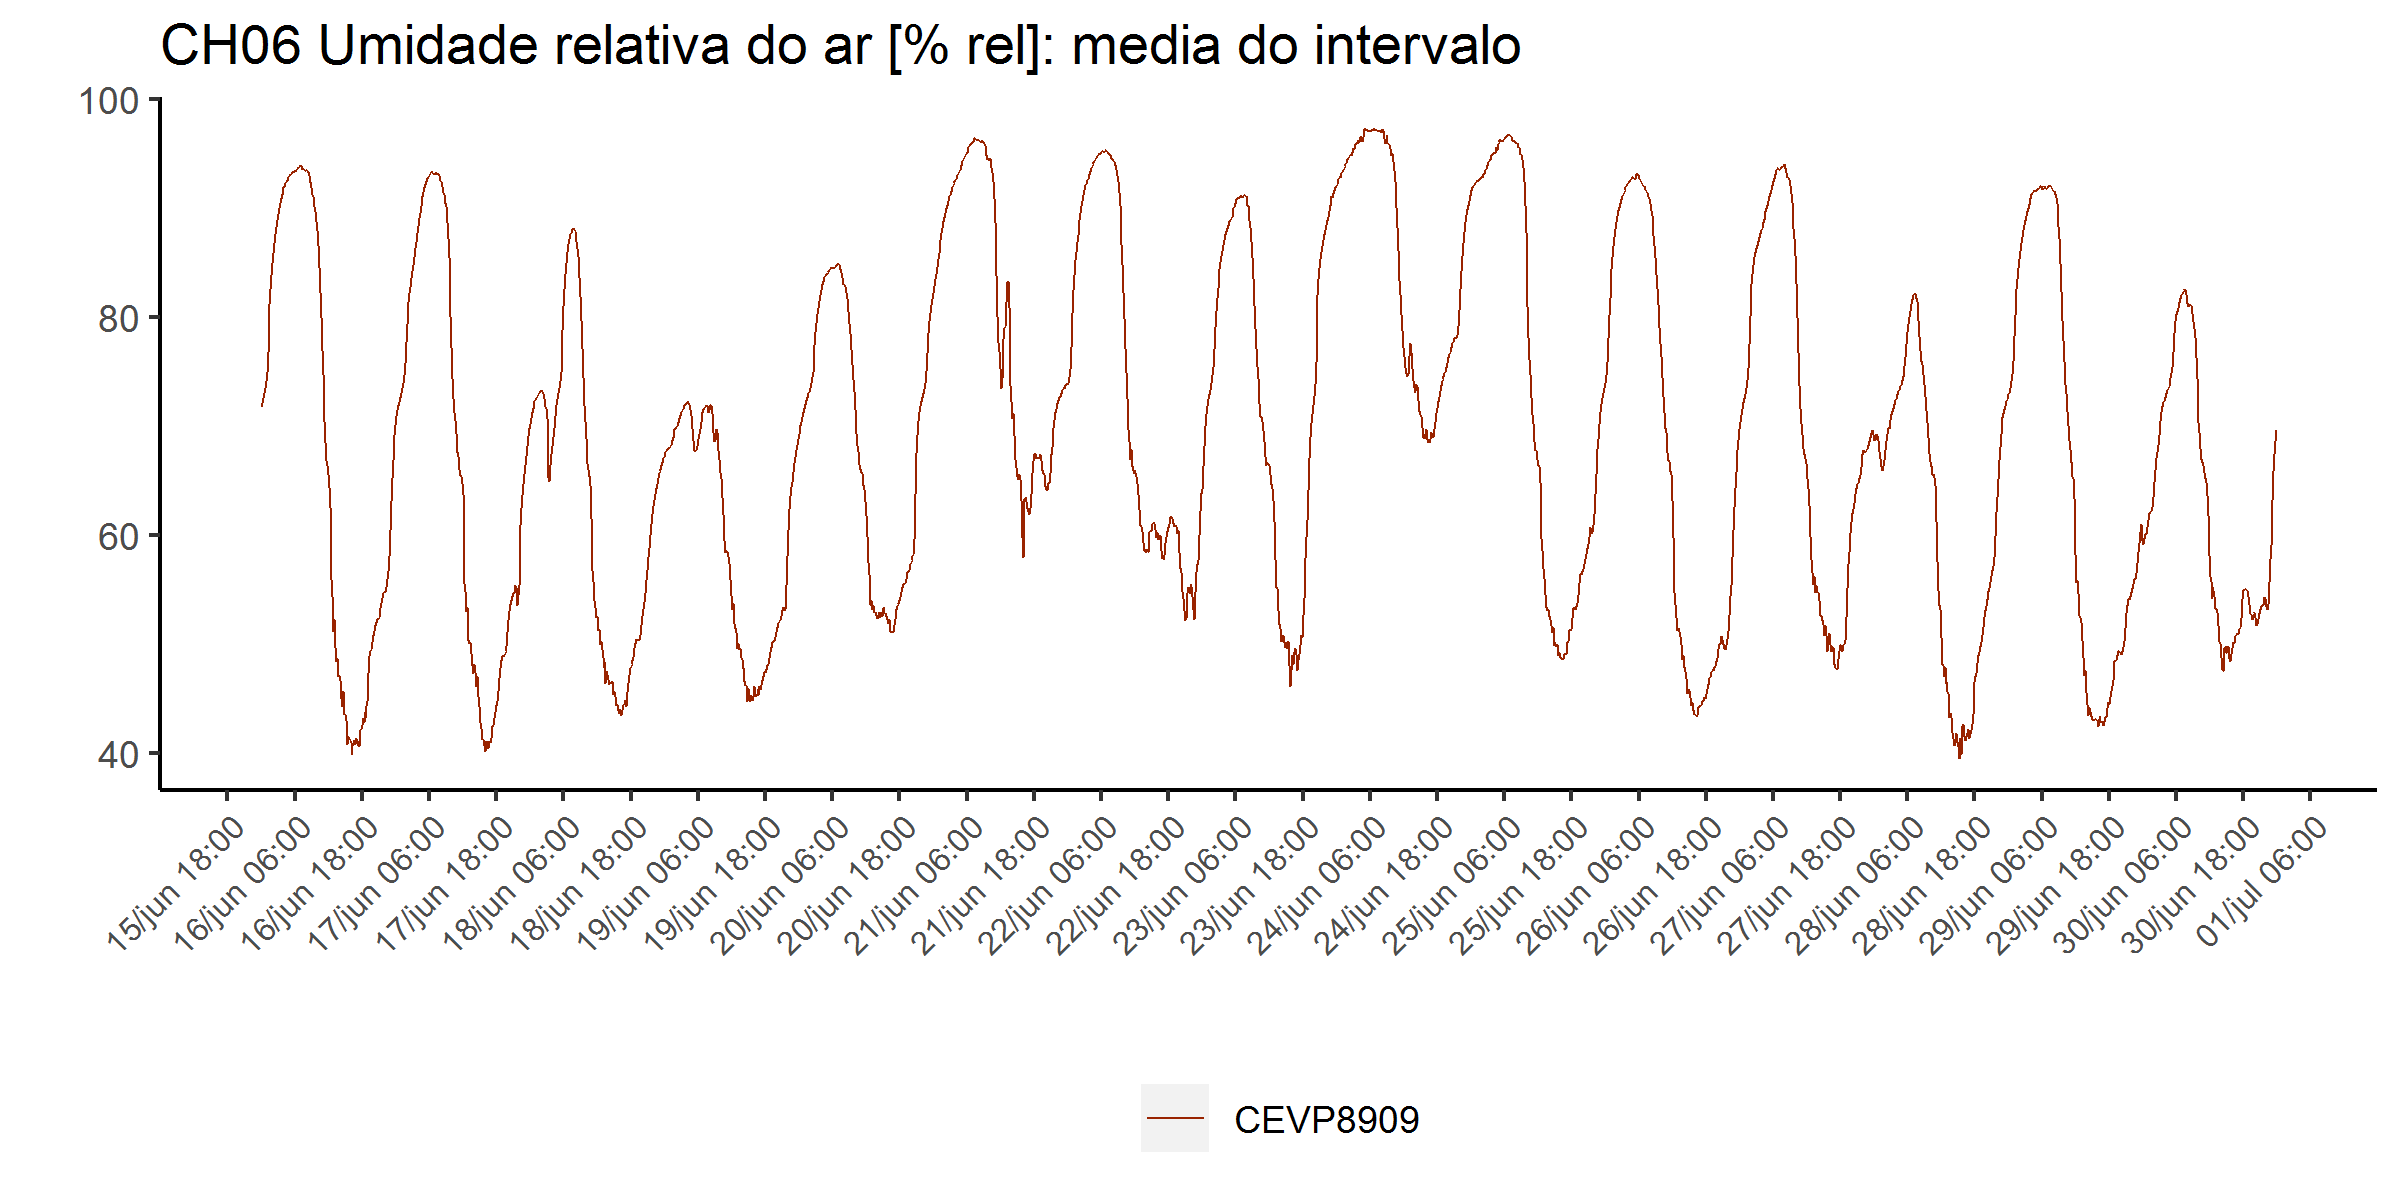 CH06 Umidade relativa do ar [% rel]: media do intervalo
100
80
60
40
15/jun 18:00
16/jun 06:00
16/jun 18:00
17/jun 06:00
17/jun 18:00
18/jun 06:00
18/jun 18:00
19/jun 06:00
19/jun 18:00
20/jun 06:00
20/jun 18:00
21/jun 06:00
21/jun 18:00
22/jun 06:00
22/jun 18:00
23/jun 06:00
23/jun 18:00
24/jun 06:00
24/jun 18:00
25/jun 06:00
25/jun 18:00
26/jun 06:00
26/jun 18:00
27/jun 06:00
27/jun 18:00
28/jun 06:00
28/jun 18:00
29/jun 06:00
29/jun 18:00
30/jun 06:00
30/jun 18:00
01/jul 06:00
CEVP8909